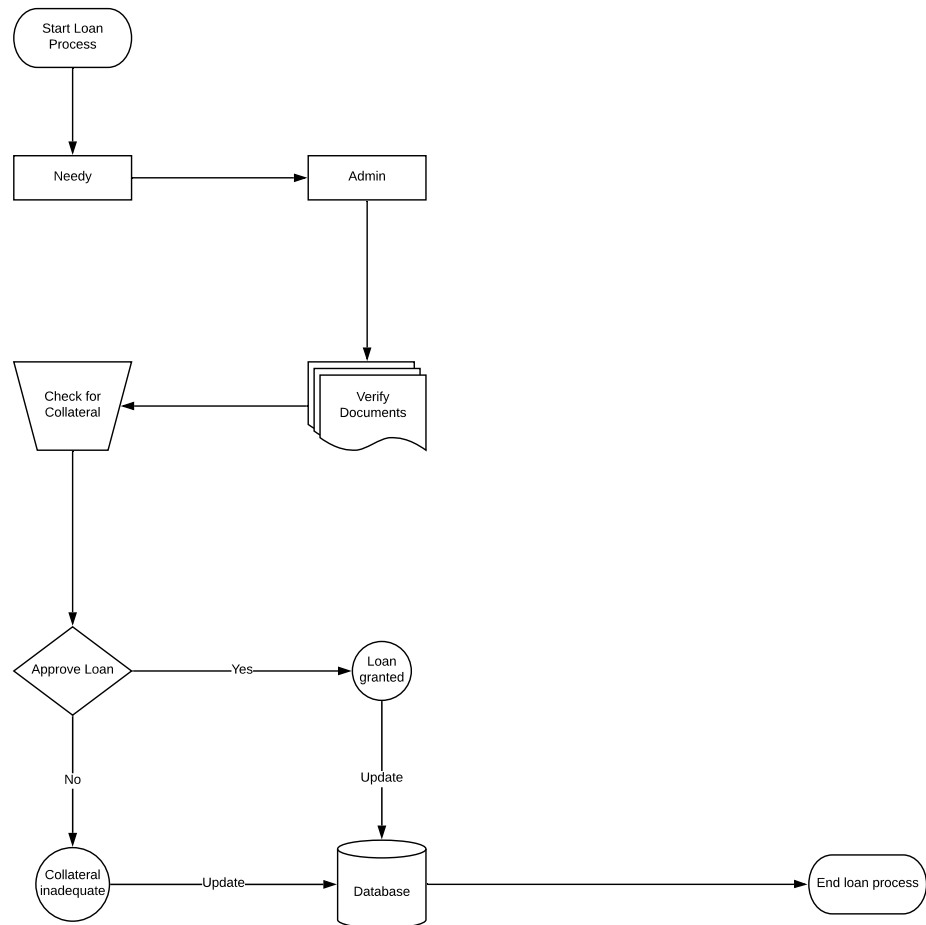 Start Loan
Process
Needy
Admin
Check for
Collateral
Verify
Documents
Approve Loan
Yes
Loan
granted
No
Update
Collateral
inadequate
Update
Database
End loan process